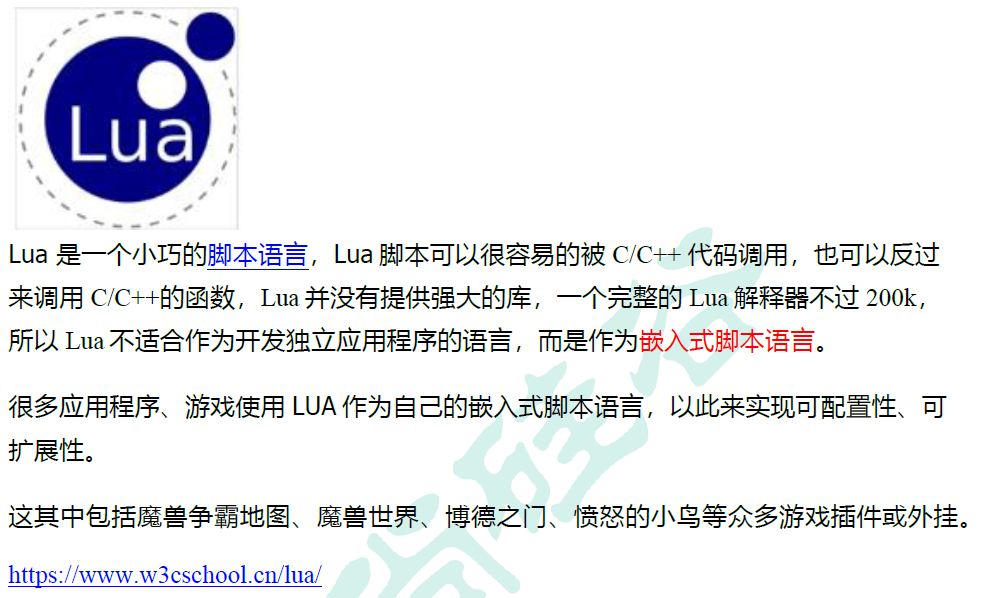 Lua
Lua 是一个小巧的脚本语言，Lua 脚本可以很容易的被 C/C++ 代码调用，也可以反过
来调用 C/C++的函数，Lua 并没有提供强大的库，一个完整的 Lua 解释器不过 200k，
所以 Lua 不适合作为开发独立应用程序的语言，而是作为嵌入式脚本语言。
很多应用程序、游戏使用 LUA 作为自己的嵌入式脚本语言，以此来实现可配置性、可
扩展性。
这其中包括魔兽争霸地图、魔兽世界、博德之门、愤怒的小鸟等众多游戏插件或外挂。
https://www.w3cschool.cn/lua/
尚硅谷